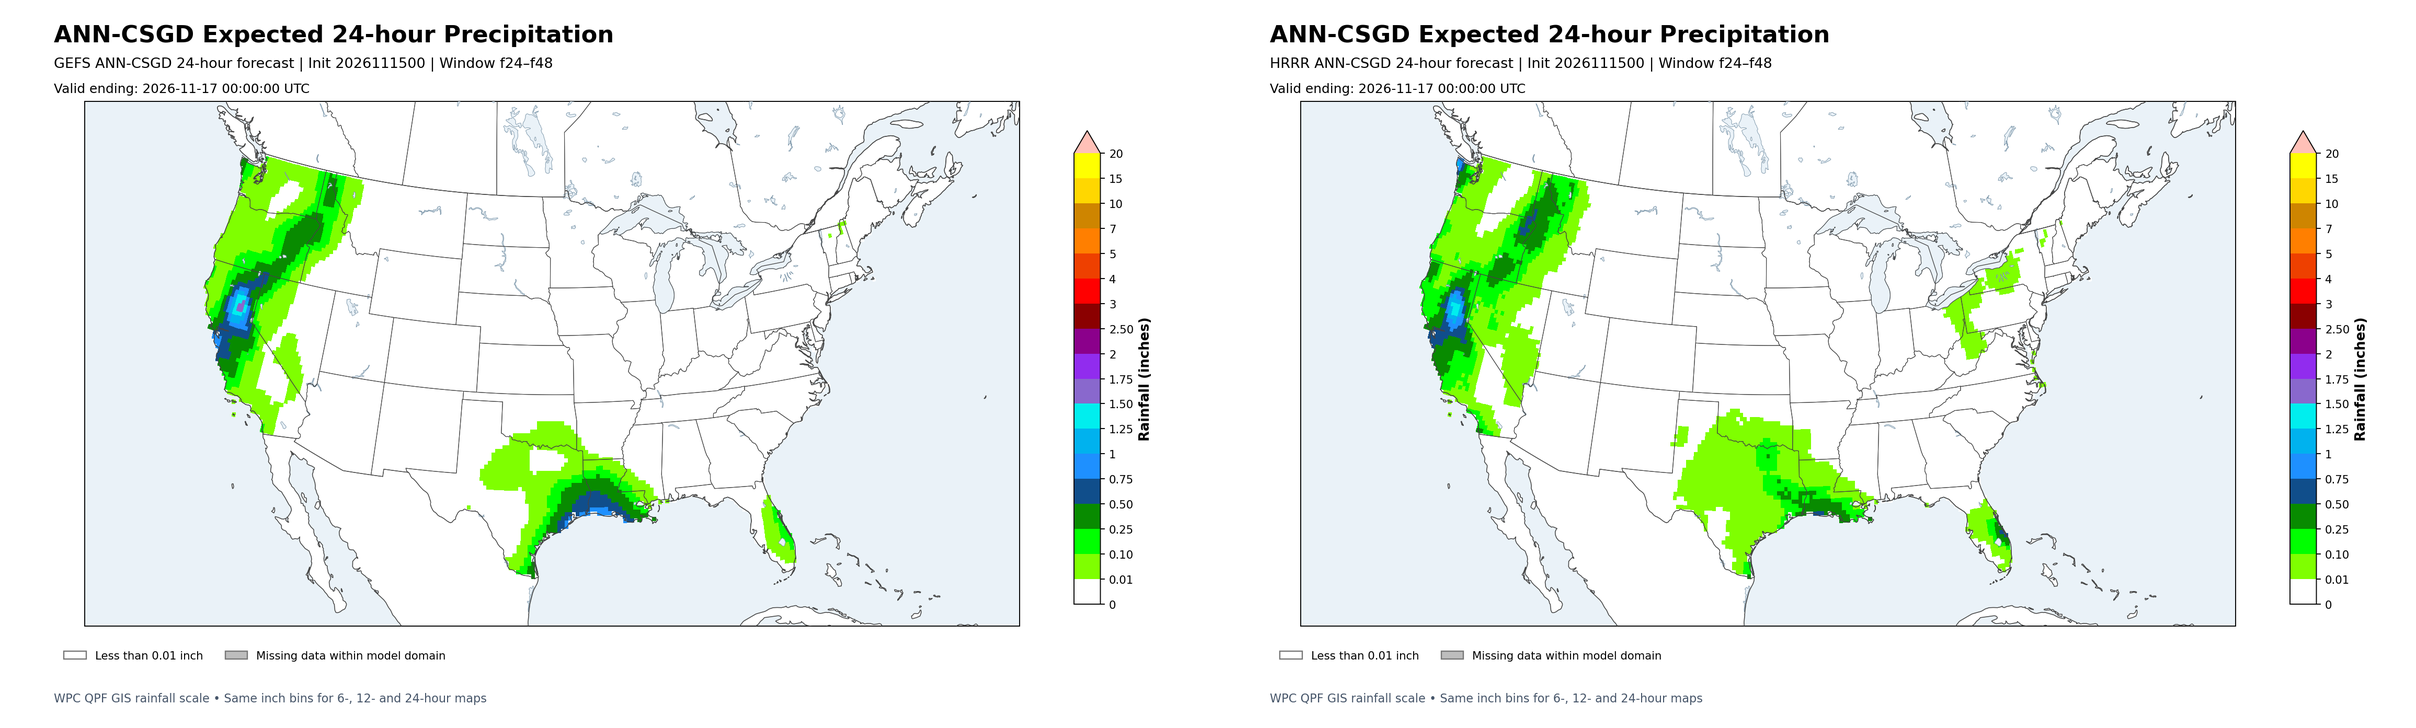 ANN-CSGD Expected 24-hour Precipitation
GEFS ANN-CSGD 24-hour forecast | Init 2026111500 | Window f24–f48
Valid ending: 2026-11-17 00:00:00 UTC
20
15
10
7
5
4
3
2.50
2
1.75
1.50
1.25
1
0.75
0.50
0.25
0.10
0.01
0
Rainfall (inches)
Less than 0.01 inch
Missing data within model domain
WPC QPF GIS rainfall scale • Same inch bins for 6-, 12- and 24-hour maps
ANN-CSGD Expected 24-hour Precipitation
HRRR ANN-CSGD 24-hour forecast | Init 2026111500 | Window f24–f48
Valid ending: 2026-11-17 00:00:00 UTC
20
15
10
7
5
4
3
2.50
2
1.75
1.50
1.25
1
0.75
0.50
0.25
0.10
0.01
0
Rainfall (inches)
Less than 0.01 inch
Missing data within model domain
WPC QPF GIS rainfall scale • Same inch bins for 6-, 12- and 24-hour maps